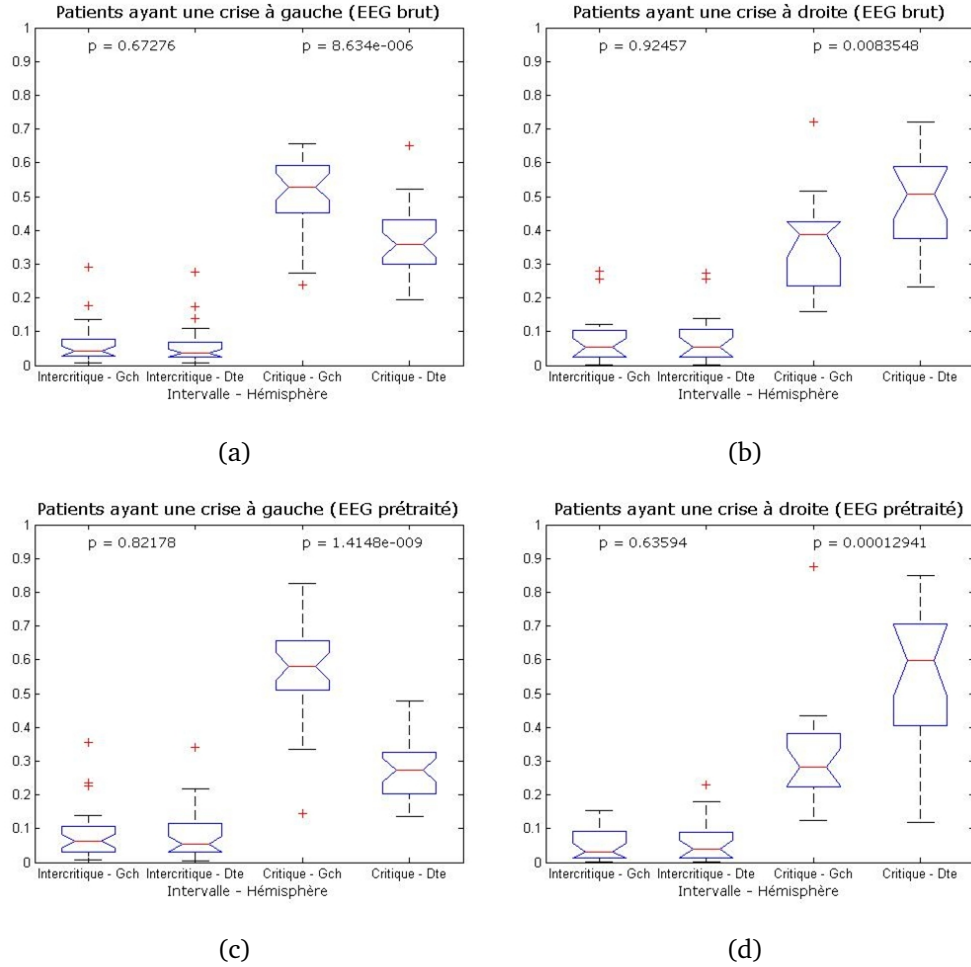 Patients ayant une crise à gauche (EEG brut)
p = 0.67276 p = 8.634e-006
1
0.9
0.8
0.7
0.6
0.5
0.4
0.3
0.2
0.1
0
Intercritique - Gch Intercritique - Dte Critique - Gch Critique - Dte
Intervalle - Hémisphère
(a)
Patients ayant une crise à droite (EEG brut)
p = 0.92457 p = 0.0083548
1
0.9
0.8
0.7
0.6
0.5
0.4
0.3
0.2
0.1
0
Intercritique - Gch Intercritique - Dte Critique - Gch Critique - Dte
Intervalle - Hémisphère
(b)
Patients ayant une crise à gauche (EEG prétraité)
p = 0.82178 p = 1.4148e-009
1
0.9
0.8
0.7
0.6
0.5
0.4
0.3
0.2
0.1
0
Intercritique - Gch Intercritique - Dte Critique - Gch Critique - Dte
Intervalle - Hémisphère
(c)
Patients ayant une crise à droite (EEG prétraité)
p = 0.63594 p = 0.00012941
1
0.9
0.8
0.7
0.6
0.5
0.4
0.3
0.2
0.1
0
Intercritique - Gch Intercritique - Dte Critique - Gch Critique - Dte
Intervalle - Hémisphère
(d)